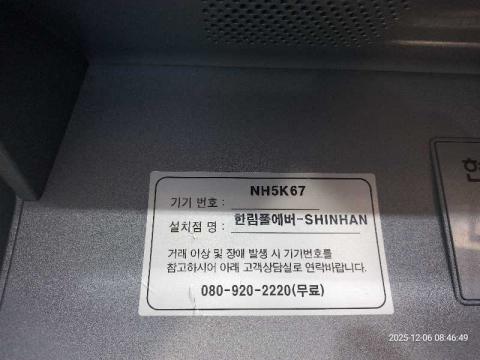 NH5K67
기기 번호 :
한림풀에버-SHINHAN
설치점 명 :
거래 이상 및 장애 발생 시 기기번호를
참고하시어 아래 고객상담실로 연락바랍니다.
080-920-2220(무료)
2025-12-06 08:46:49